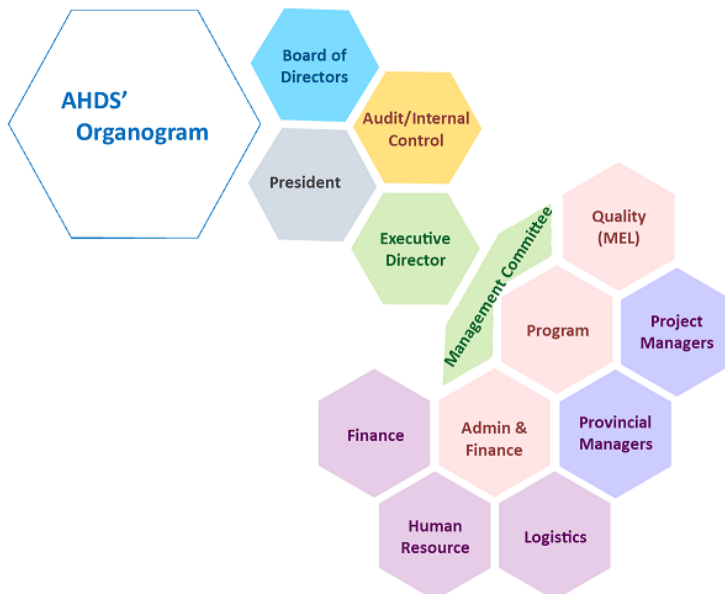 AHDS’
Organogram
Board of
Directors
Audit/Internal
Control
President
Executive
Director
Management Committee
Quality
(MEL)
Program
Project
Managers
Finance
Admin &
Finance
Provincial
Managers
Human
Resource
Logistics